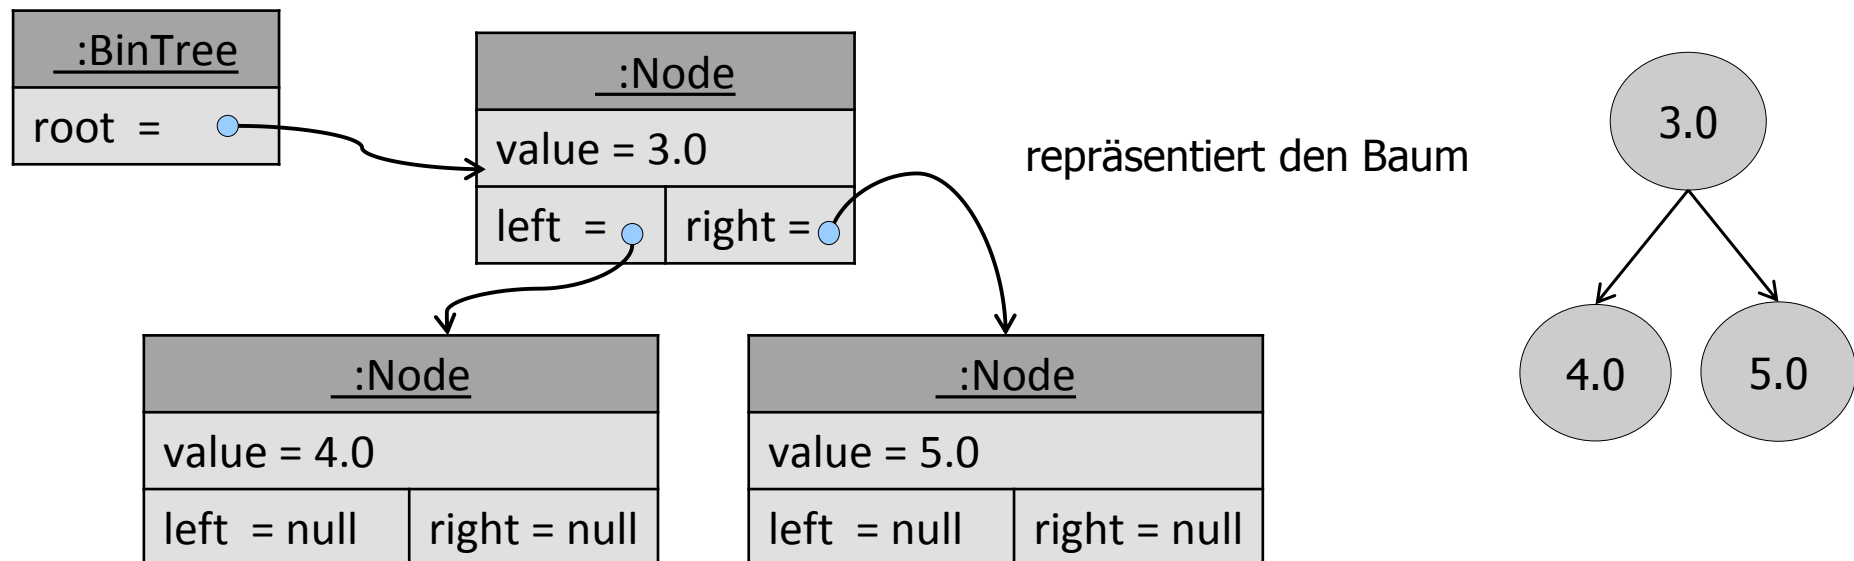 :BinTree
root =
:Node
value = 3.0
left = right =
repräsentiert den Baum
3.0
4.0 5.0
:Node
value = 4.0
left = null right = null
:Node
value = 5.0
left = null right = null